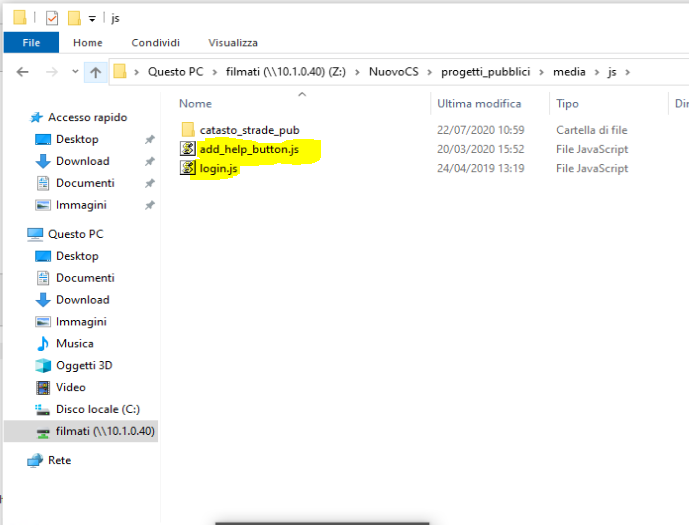 js
File Home Condividi Visualizza
Questo PC › filmati (\\10.1.0.40) (Z:) › NuovoCS › progetti_pubblici › media › js ›
Nome Ultima modifica Tipo
Accesso rapido
Desktop
Download
Documenti
Immagini
Questo PC
Desktop
Documenti
Download
Immagini
Musica
Oggetti 3D
Video
Disco locale (C:)
filmati (\\10.1.0.40)
Rete
catasto_strade_pub 22/07/2020 10:59 Cartella di file
add_help_button.js 20/03/2020 15:52 File JavaScript
login.js 24/04/2019 13:19 File JavaScript